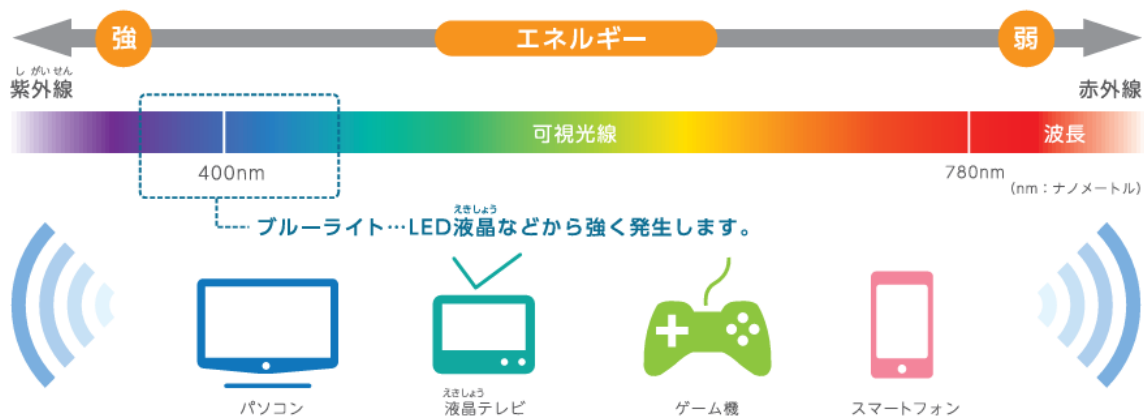 強 エネルギー 弱
しがいせん
紫外線 赤外線
可視光線 波長
400nm 780nm
(nm：ナノメートル)
えきしょう
ブルーライト…LED液晶などから強く発生します。
えきしょう
パソコン 液晶テレビ ゲーム機 スマートフォン